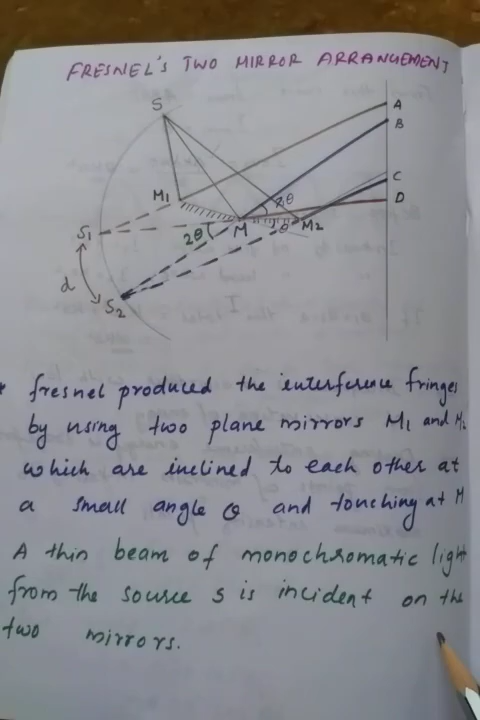 FRESNEL'S TWO MIRROR ARRANGEMENT
S
A
B
M1
C
D
2θ
S1
2θ
M
θ
M2
d
S2
fresnel produced the interference fringes
by using two plane mirrors M1 and M2
which are inclined to each other at
a small angle θ and touching at M
A thin beam of monochromatic light
from the source s is incident on the
two mirrors.